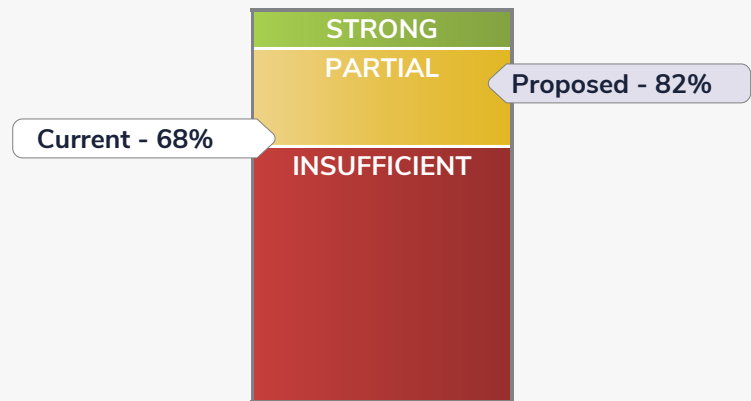 STRONG
PARTIAL
Proposed - 82%
Current - 68%
INSUFFICIENT